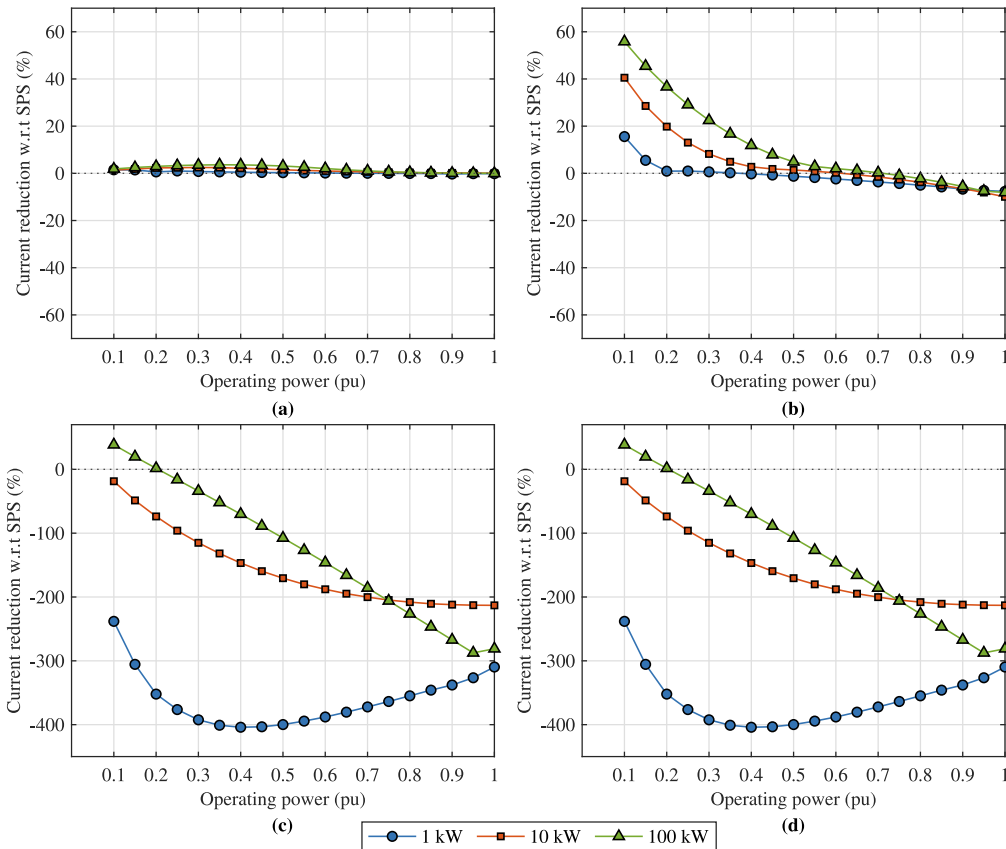 Current reduction w.r.t SPS (%)
60
40
20
0
-20
-40
-60
0.1 0.2 0.3 0.4 0.5 0.6 0.7 0.8 0.9 1
Operating power (pu)
(a)
Current reduction w.r.t SPS (%)
60
40
20
0
-20
-40
-60
0.1 0.2 0.3 0.4 0.5 0.6 0.7 0.8 0.9 1
Operating power (pu)
(b)
Current reduction w.r.t SPS (%)
0
-100
-200
-300
-400
0.1 0.2 0.3 0.4 0.5 0.6 0.7 0.8 0.9 1
Operating power (pu)
(c)
Current reduction w.r.t SPS (%)
0
-100
-200
-300
-400
0.1 0.2 0.3 0.4 0.5 0.6 0.7 0.8 0.9 1
Operating power (pu)
(d)
1 kW 10 kW 100 kW